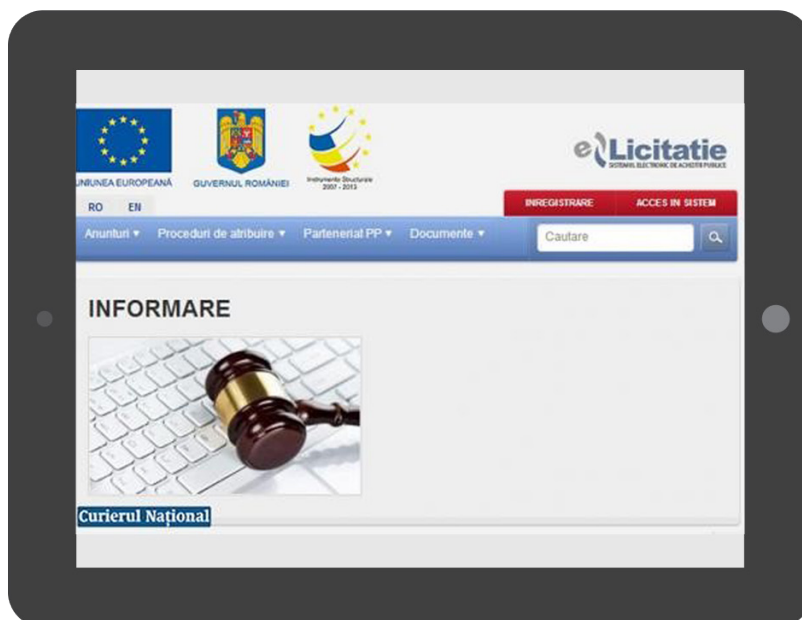 UNIUNEA EUROPEANĂ
GUVERNUL ROMÂNIEI
Instrumente Structurale
2007 - 2013
e Licitatie
SISTEMUL ELECTRONIC DE ACHIZITII PUBLICE
RO EN
INREGISTRARE ACCES IN SISTEM
Anunturi Proceduri de atribuire Parteneriat PP Documente
Cautare
INFORMARE
Curierul Național